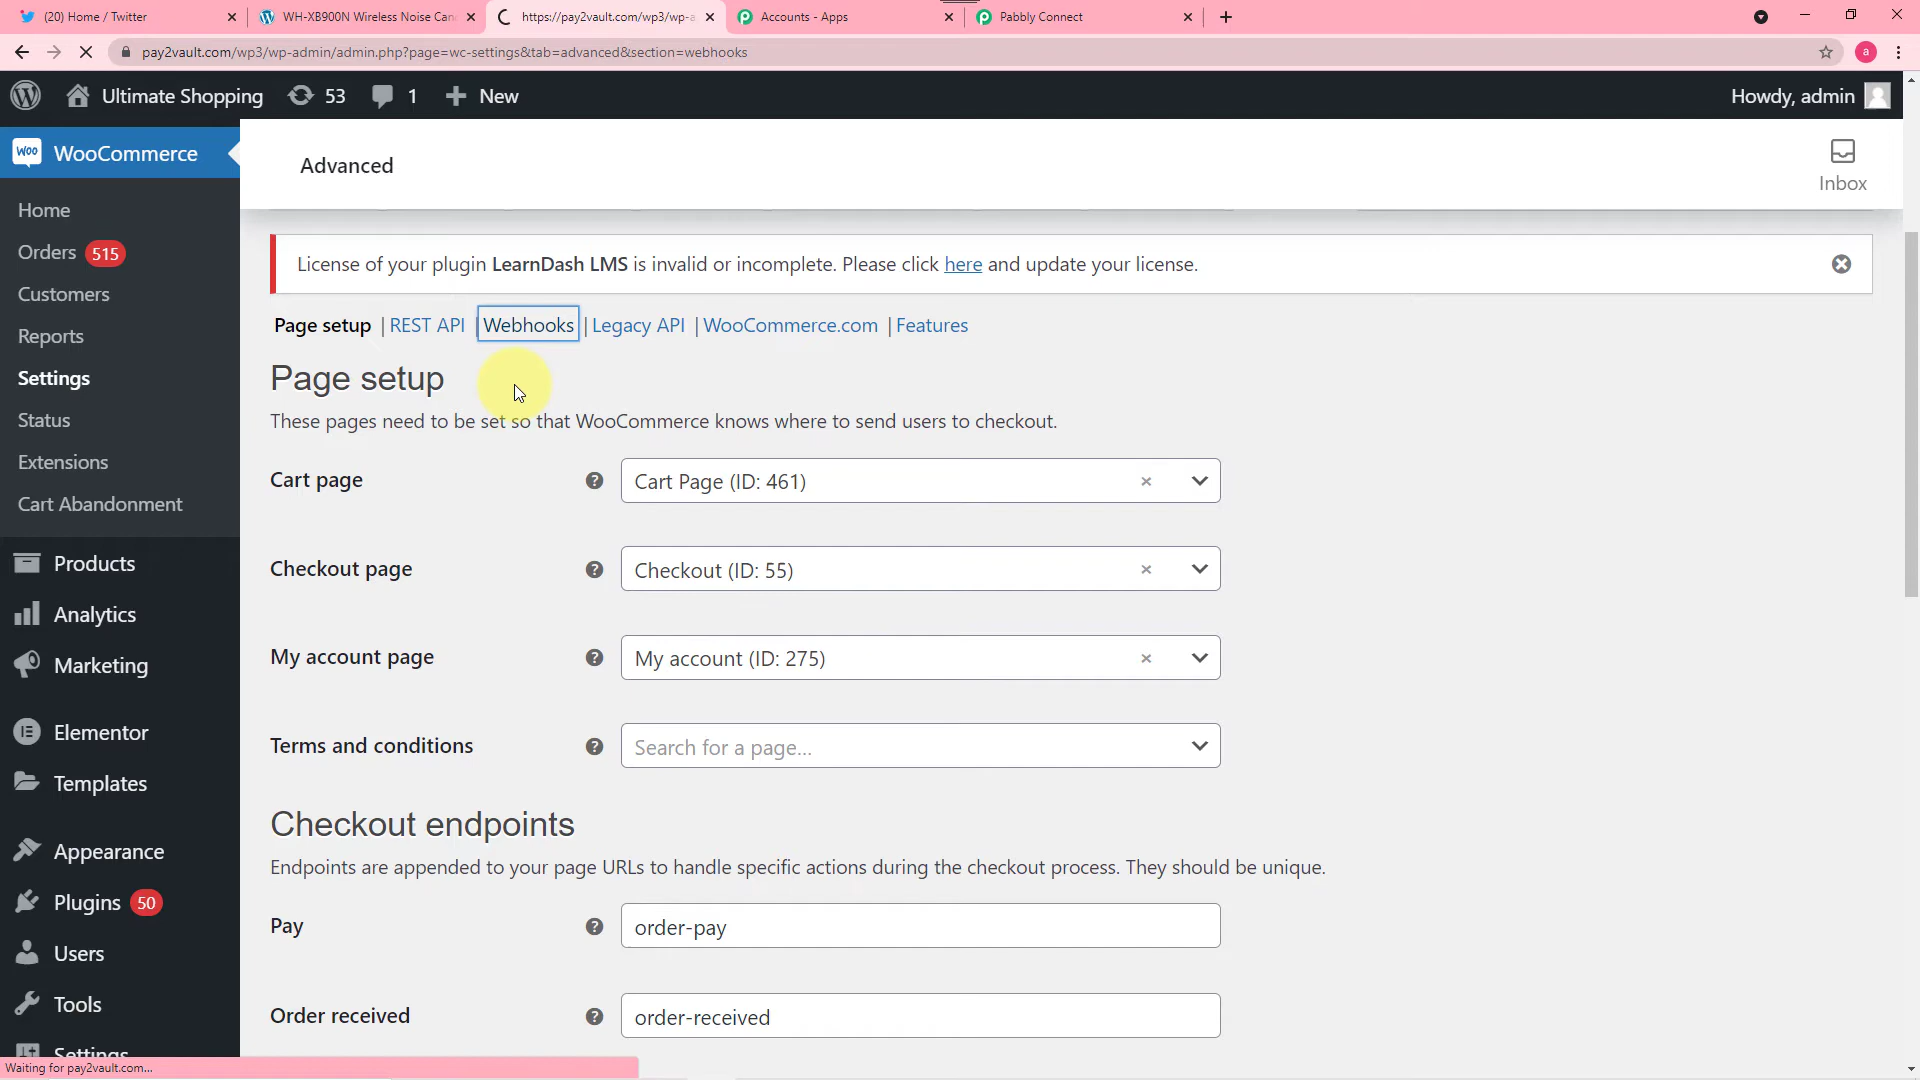 (20) Home / Twitter
WH-XB900N Wireless Noise Can
https://pay2vault.com/wp3/wp-a
Accounts - Apps
Pabbly Connect
pay2vault.com/wp3/wp-admin/admin.php?page=wc-settings&tab=advanced&section=webhooks
a
Ultimate Shopping
53
1
New
Howdy, admin
Woo
WooCommerce
Home
Orders 515
Customers
Reports
Settings
Status
Extensions
Cart Abandonment
Products
Analytics
Marketing
Elementor
Templates
Appearance
Plugins 50
Users
Tools
Settings
Advanced
Inbox
License of your plugin LearnDash LMS is invalid or incomplete. Please click here and update your license.
Page setup | REST API | Webhooks | Legacy API | WooCommerce.com | Features
Page setup
These pages need to be set so that WooCommerce knows where to send users to checkout.
Cart page
Cart Page (ID: 461)
Checkout page
Checkout (ID: 55)
My account page
My account (ID: 275)
Terms and conditions
Search for a page...
Checkout endpoints
Endpoints are appended to your page URLs to handle specific actions during the checkout process. They should be unique.
Pay
order-pay
Order received
order-received
Waiting for pay2vault.com...